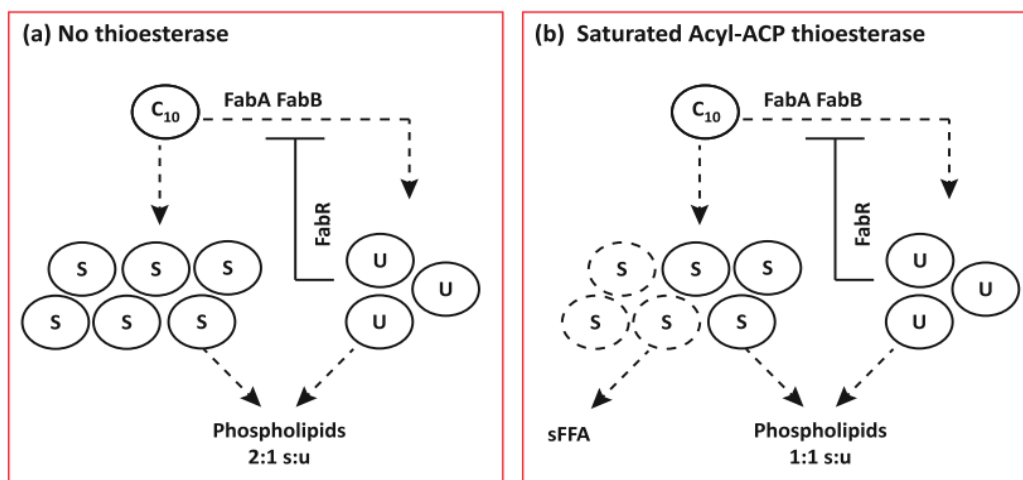 (a) No thioesterase
C10
FabA FabB
FabR
S S S
S S S
U
U
U
Phospholipids
2:1 s:u
(b) Saturated Acyl-ACP thioesterase
C10
FabA FabB
FabR
S S S
S S S
U
U
U
sFFA
Phospholipids
1:1 s:u